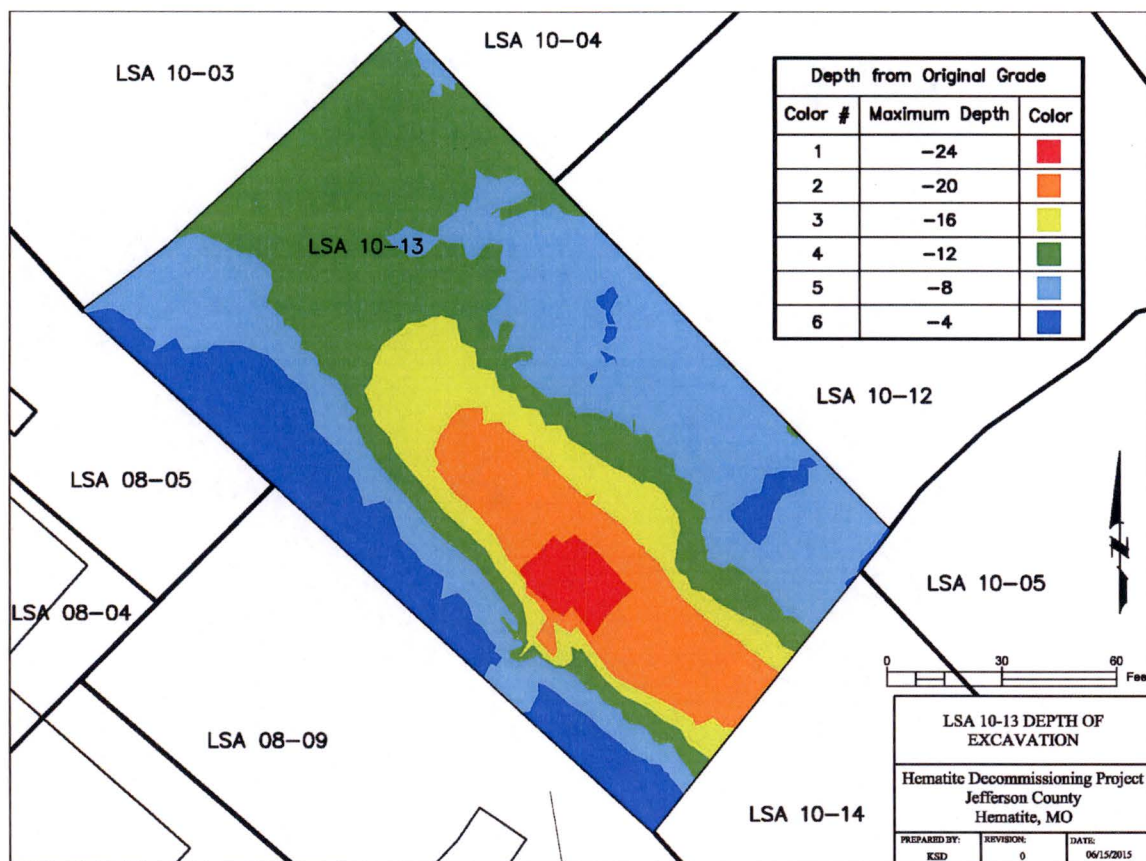 LSA 10-04
LSA 10-03
Depth from Original Grade
Color # Maximum Depth Color
1 -24
2 -20
3 -16
4 -12
5 -8
6 -4
LSA 10-13
LSA 10-12
LSA 08-05
LSA 10-05
LSA 08-04
N
0 30 60
Fee
LSA 08-09
LSA 10-14
LSA 10-13 DEPTH OF
EXCAVATION
Hematite Decommissioning Project
Jefferson County
Hematite, MO
PREPARED BY: REVISION: DATE:
KSD 0 06/15/2015